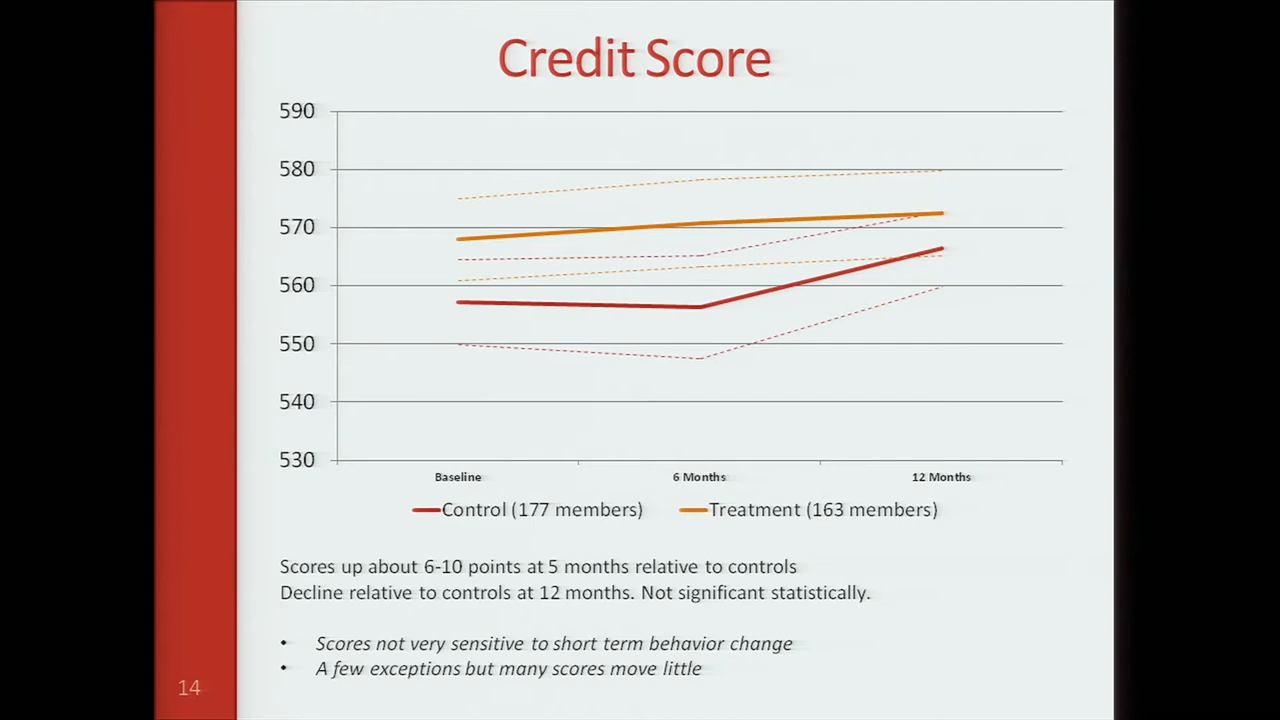 Credit Score
590
580
570
560
550
540
530
Baseline 6 Months 12 Months
Control (177 members) Treatment (163 members)
Scores up about 6-10 points at 5 months relative to controls
Decline relative to controls at 12 months. Not significant statistically.
• Scores not very sensitive to short term behavior change
• A few exceptions but many scores move little
14